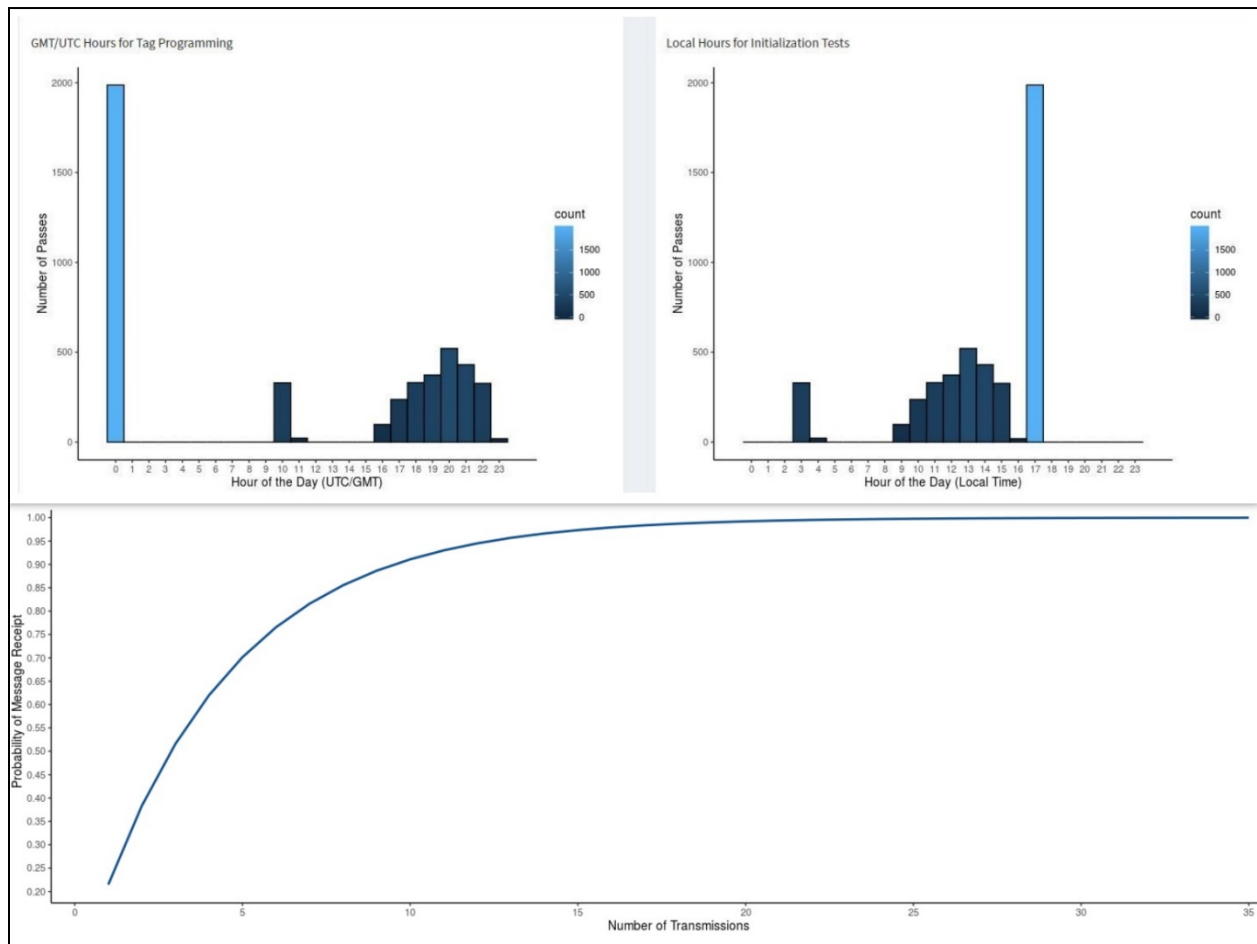 GMT/UTC Hours for Tag Programming
2000
1500
1000
500
0
Number of Passes
0 1 2 3 4 5 6 7 8 9 10 11 12 13 14 15 16 17 18 19 20 21 22 23
Hour of the Day (UTC/GMT)
count
1500
1000
500
0
Local Hours for Initialization Tests
2000
1500
1000
500
0
Number of Passes
0 1 2 3 4 5 6 7 8 9 10 11 12 13 14 15 16 17 18 19 20 21 22 23
Hour of the Day (Local Time)
count
1500
1000
500
0
1.00
0.95
0.90
0.85
0.80
0.75
0.70
0.65
0.60
0.55
0.50
0.45
0.40
0.35
0.30
0.25
0.20
Probability of Message Receipt
0 5 10 15 20 25 30 35
Number of Transmissions